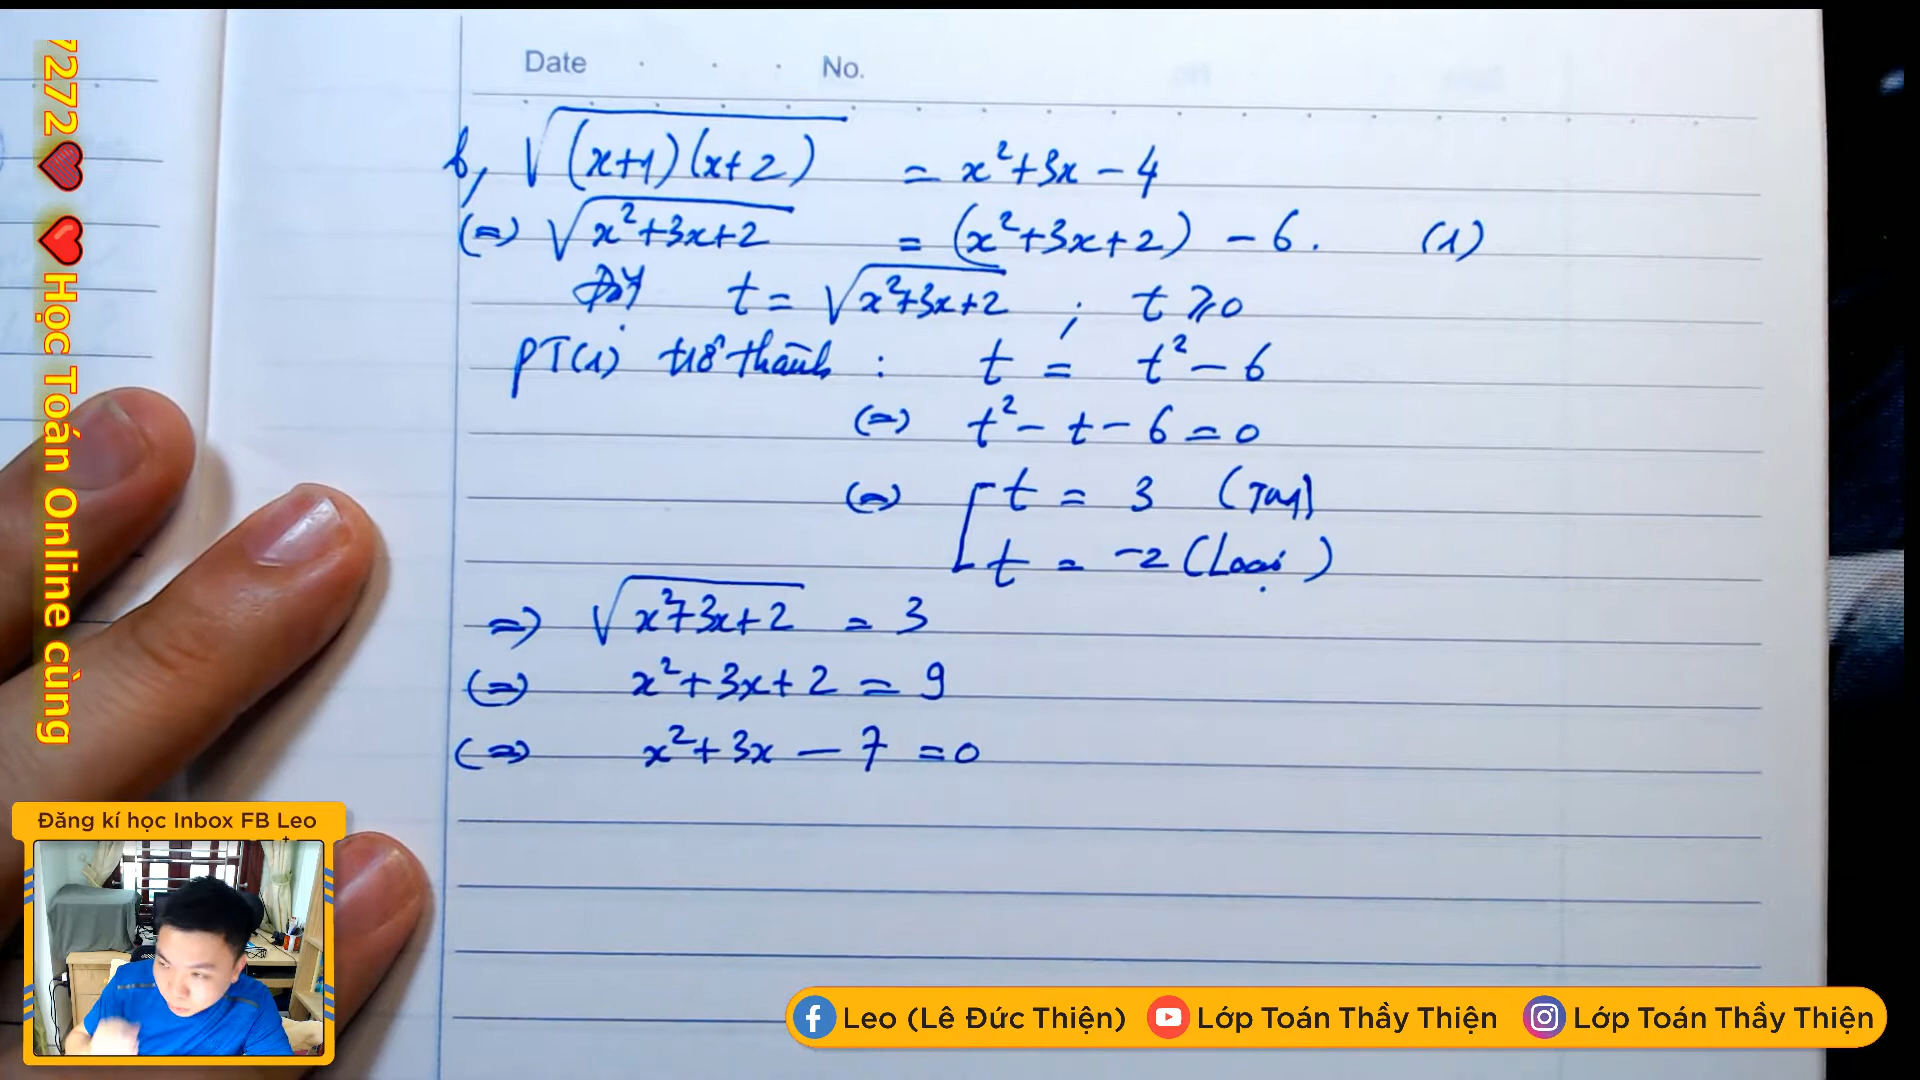 Date . . . No.
b, √(x+1)(x+2) = x²+3x-4
(=) √x²+3x+2 = (x²+3x+2) - 6. (1)
Đặt t = √x²+3x+2 ; t ≥ 0
PT(1) trở thành : t = t² - 6
(=) t² - t - 6 = 0
(=) [ t = 3 (TM)
t = -2 (Loại)
=) √x²+3x+2 = 3
(=) x²+3x+2 = 9
(=) x²+3x - 7 = 0
7272❤️ ❤️Học Toán Online cùng
Đăng kí học Inbox FB Leo
Leo (Lê Đức Thiện) Lớp Toán Thầy Thiện Lớp Toán Thầy Thiện